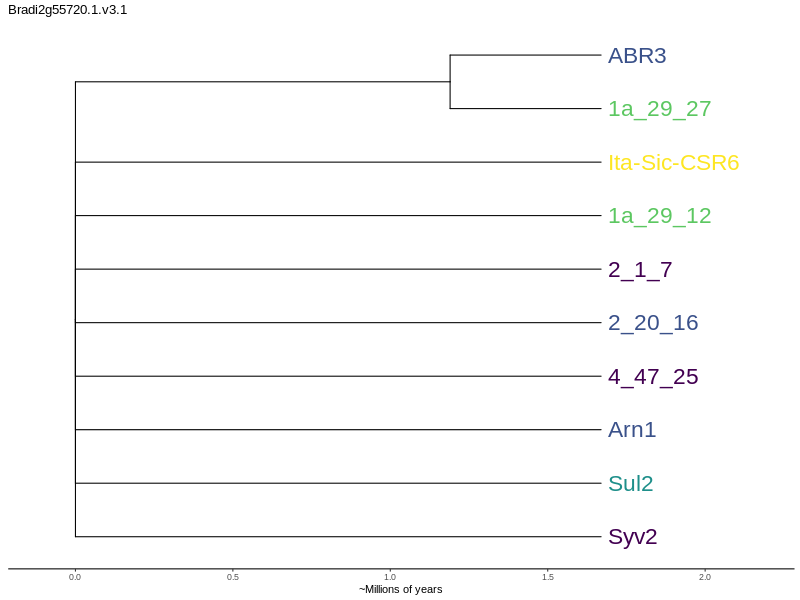 Bradi2g55720.1.v3.1
ABR3
1a_29_27
Ita-Sic-CSR6
1a_29_12
2_1_7
2_20_16
4_47_25
Arn1
Sul2
Syv2
0.0 0.5 1.0 1.5 2.0
~Millions of years